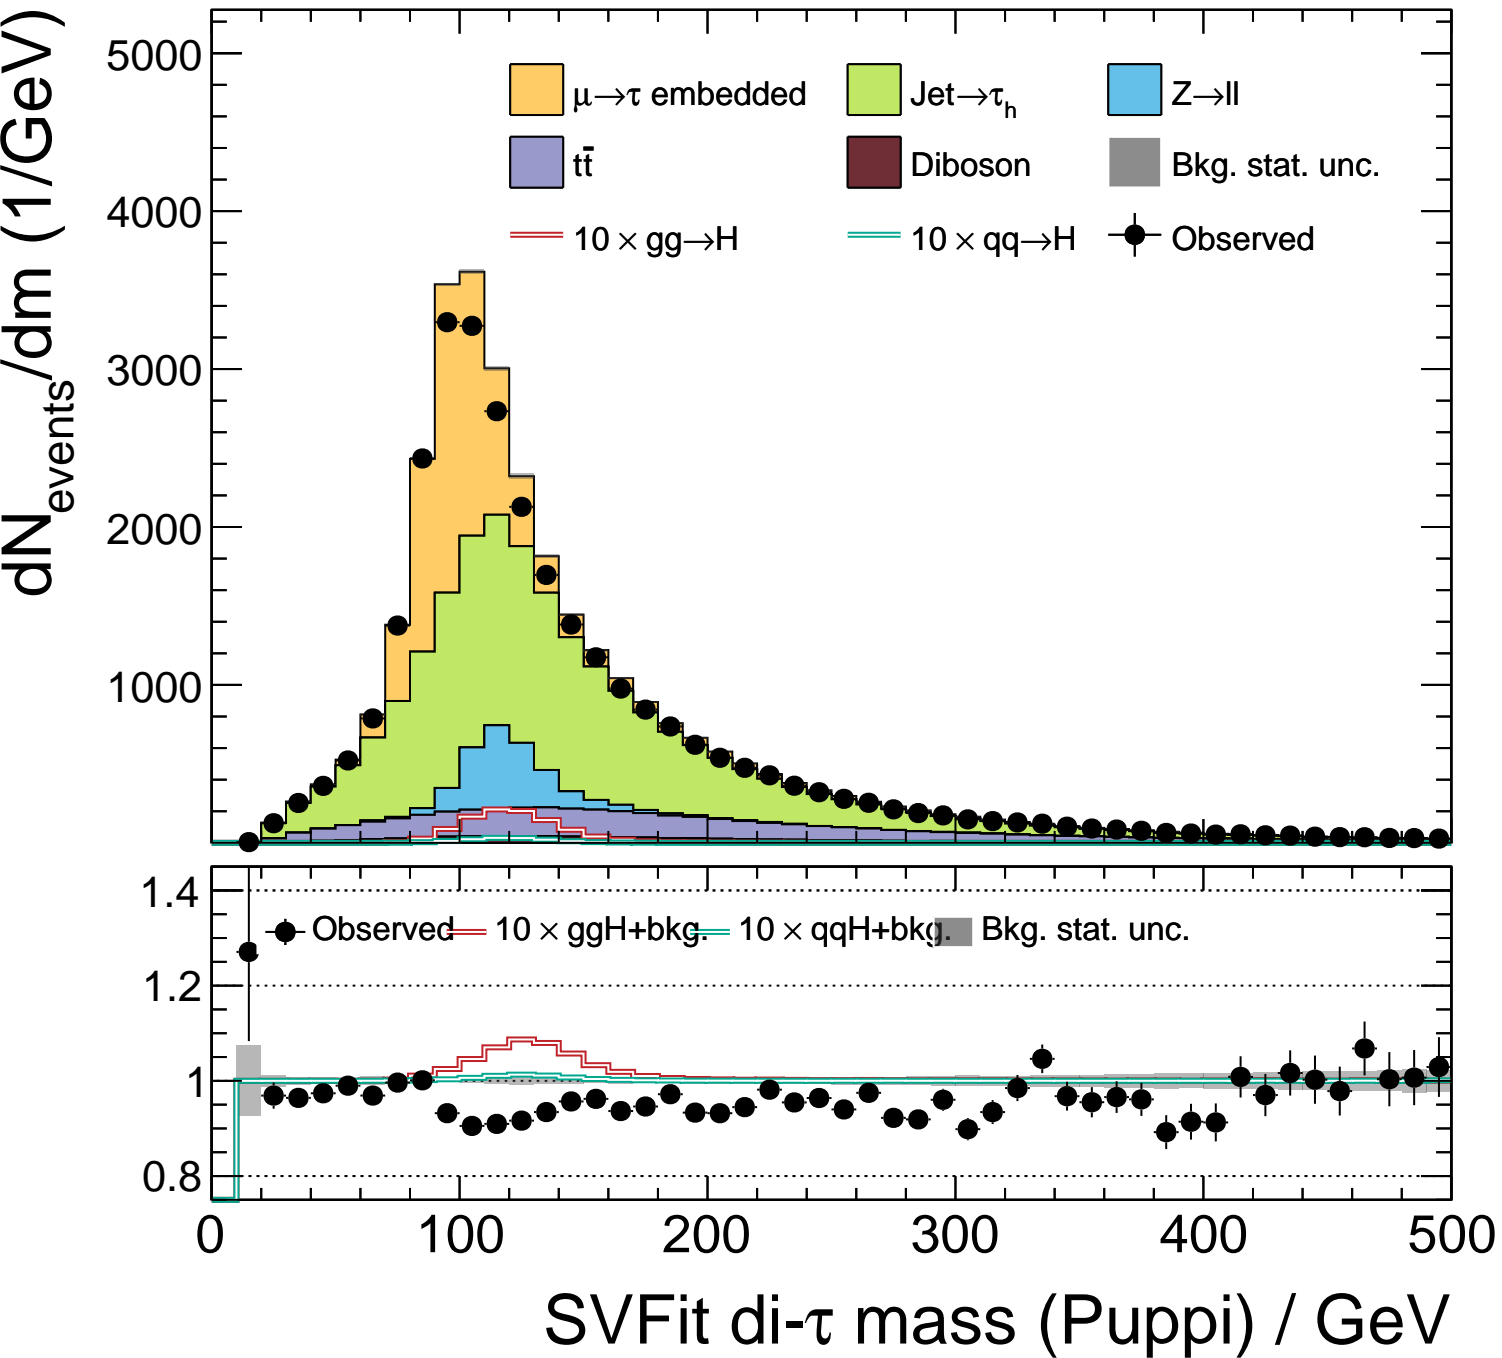 dN_events/dm (1/GeV)
5000
4000
3000
2000
1000
μ→τ embedded Jet→τ_h Z→ll
tt̄ Diboson Bkg. stat. unc.
10 × gg→H 10 × qq→H Observed
1.4
1.2
1
0.8
Observed 10 × ggH+bkg. 10 × qqH+bkg. Bkg. stat. unc.
0 100 200 300 400 500
SVFit di-τ mass (Puppi) / GeV